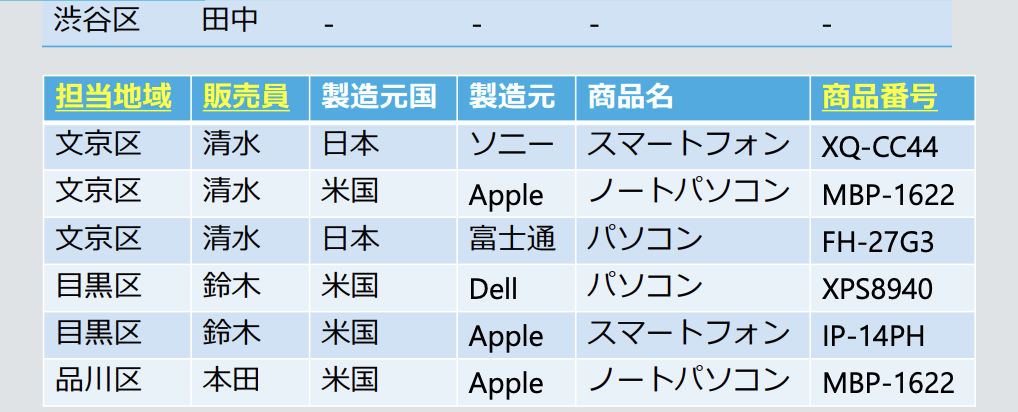 渋谷区 田中 - - - -
担当地域 販売員 製造元国 製造元 商品名 商品番号
文京区 清水 日本 ソニー スマートフォン XQ-CC44
文京区 清水 米国 Apple ノートパソコン MBP-1622
文京区 清水 日本 富士通 パソコン FH-27G3
目黒区 鈴木 米国 Dell パソコン XPS8940
目黒区 鈴木 米国 Apple スマートフォン IP-14PH
品川区 本田 米国 Apple ノートパソコン MBP-1622